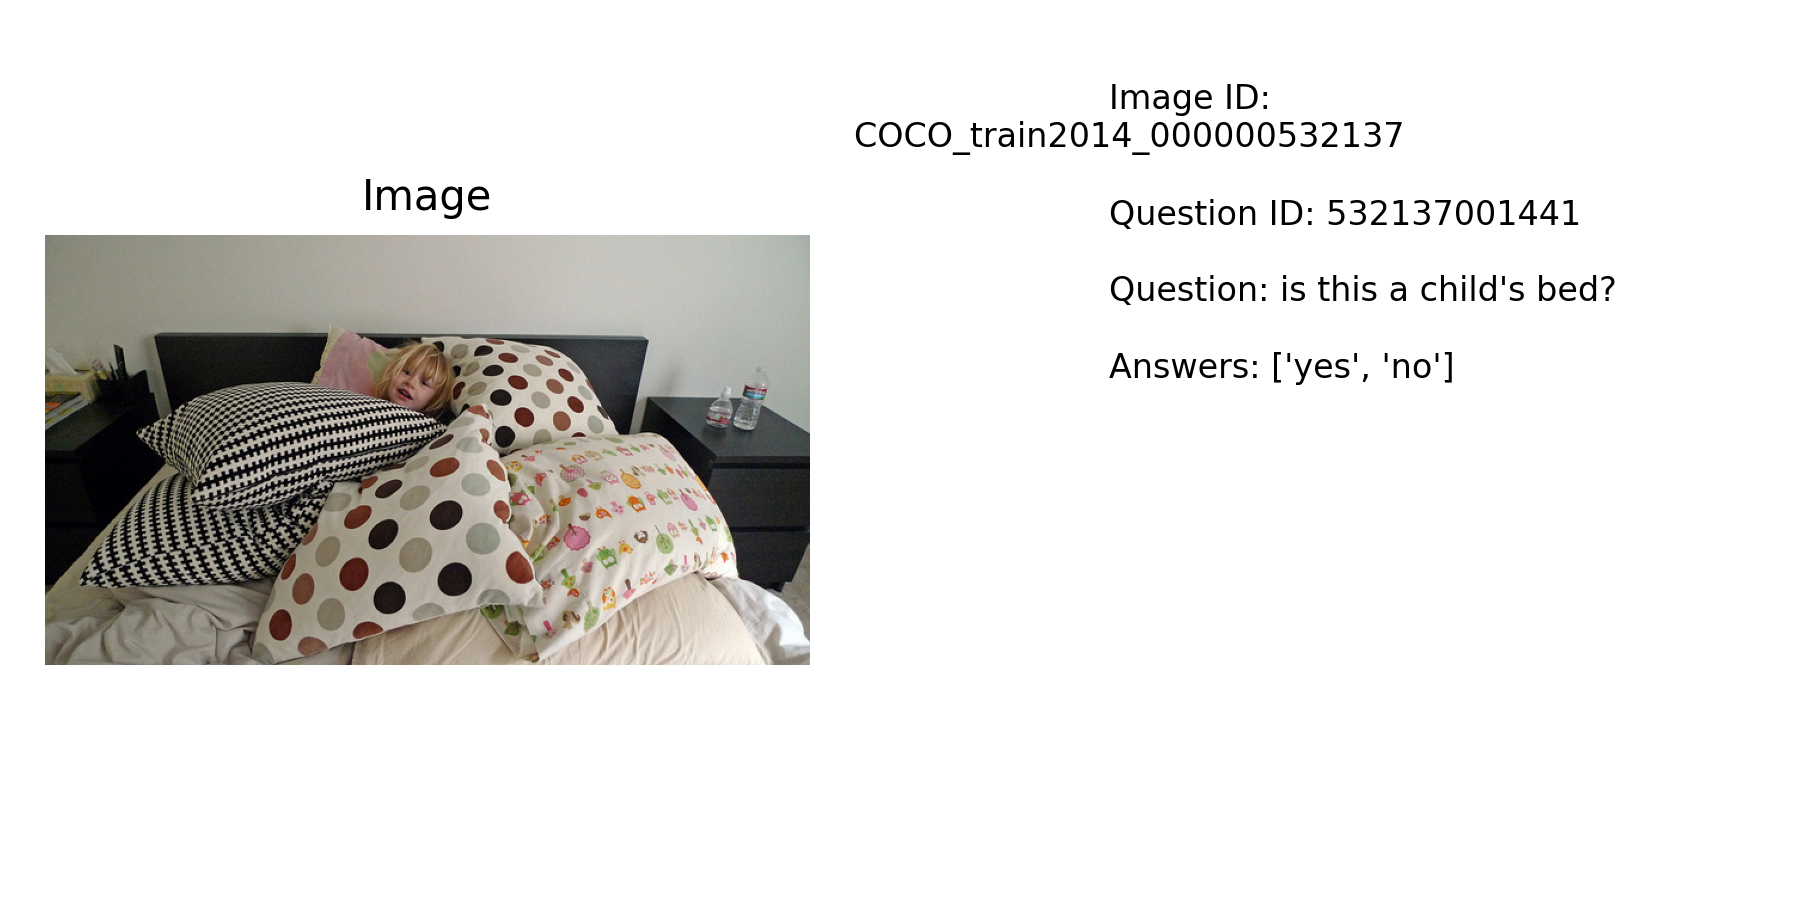 Image
Image ID:
COCO_train2014_000000532137
Question ID: 532137001441
Question: is this a child's bed?
Answers: ['yes', 'no']